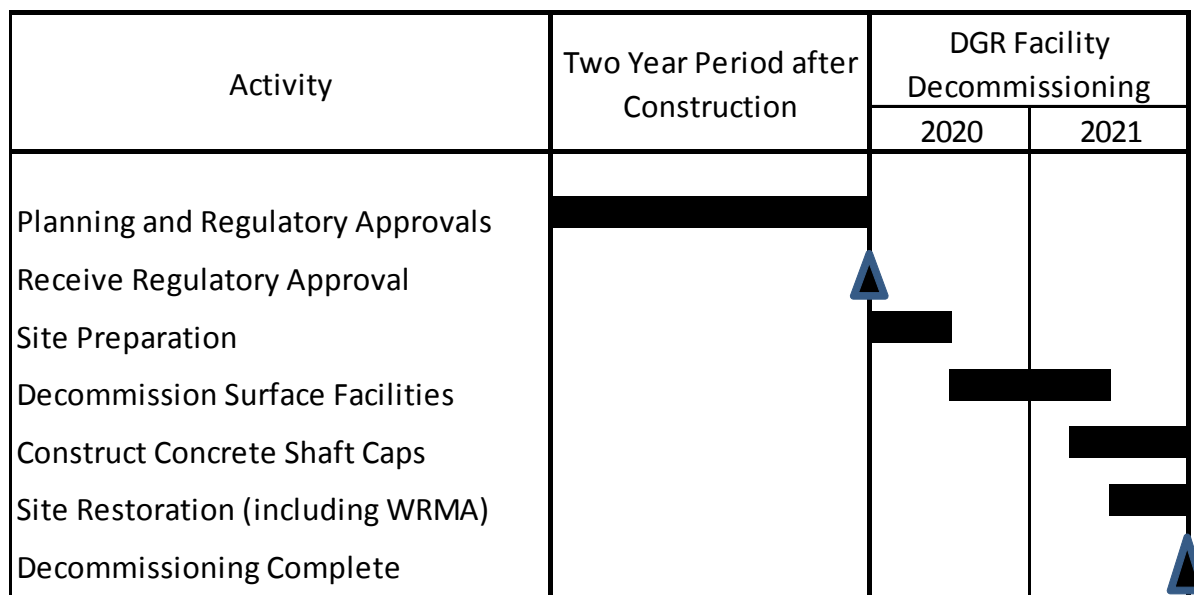 Activity
Two Year Period after
Construction
DGR Facility
Decommissioning
2020
2021
Planning and Regulatory Approvals
Receive Regulatory Approval
Site Preparation
Decommission Surface Facilities
Construct Concrete Shaft Caps
Site Restoration (including WRMA)
Decommissioning Complete